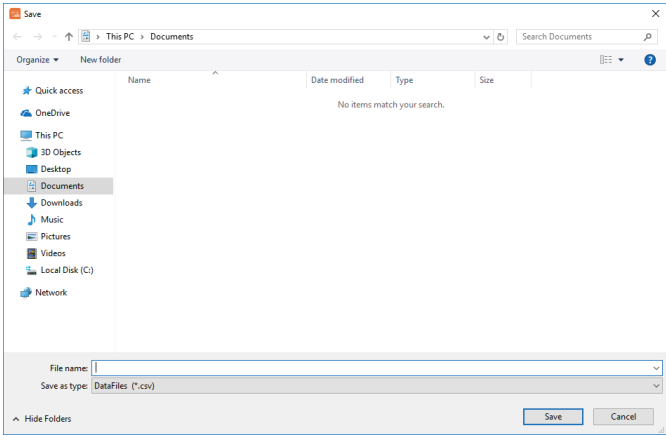 Save
This PC > Documents
Search Documents
Organize
New folder
Name
Date modified
Type
Size
No items match your search.
Quick access
OneDrive
This PC
3D Objects
Desktop
Documents
Downloads
Music
Pictures
Videos
Local Disk (C:)
Network
File name:
Save as type: DataFiles (*.csv)
Hide Folders
Save
Cancel